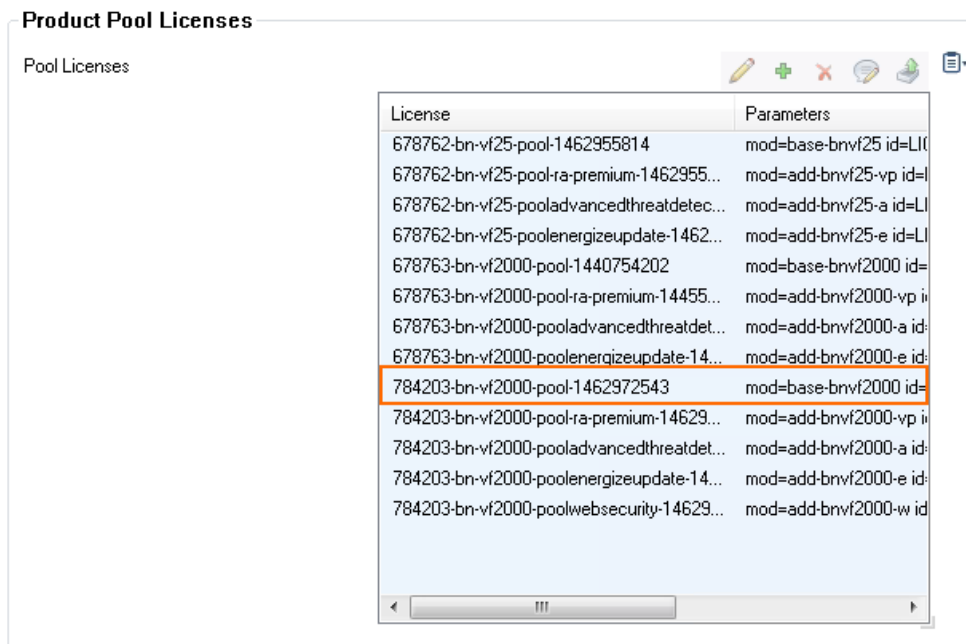 Product Pool Licenses
Pool Licenses
License Parameters
678762-bn-vf25-pool-1462955814 mod=base-bnvf25 id=LI(
678762-bn-vf25-pool-ra-premium-1462955... mod=add-bnvf25-vp id=l
678762-bn-vf25-pooladvancedthreatdetec... mod=add-bnvf25-a id=LI
678762-bn-vf25-poolenergizeupdate-1462... mod=add-bnvf25-e id=LI
678763-bn-vf2000-pool-1440754202 mod=base-bnvf2000 id=
678763-bn-vf2000-pool-ra-premium-14455... mod=add-bnvf2000-vp i
678763-bn-vf2000-pooladvancedthreatdet... mod=add-bnvf2000-a id
678763-bn-vf2000-poolenergizeupdate-14... mod=add-bnvf2000-e id
784203-bn-vf2000-pool-1462972543 mod=base-bnvf2000 id=
784203-bn-vf2000-pool-ra-premium-14629... mod=add-bnvf2000-vp i
784203-bn-vf2000-pooladvancedthreatdet... mod=add-bnvf2000-a id
784203-bn-vf2000-poolenergizeupdate-14... mod=add-bnvf2000-e id
784203-bn-vf2000-poolwebsecurity-14629... mod=add-bnvf2000-w id